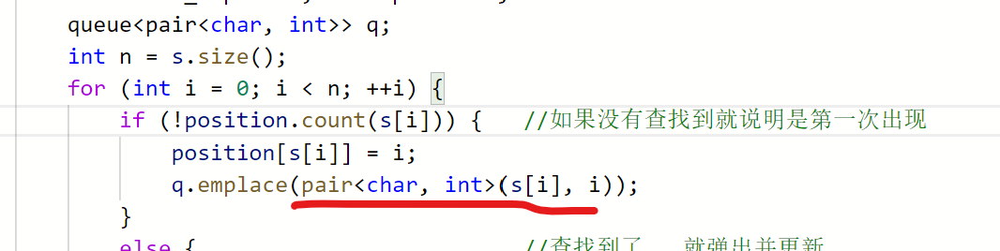 queue<pair<char, int>> q;
int n = s.size();
for (int i = 0; i < n; ++i) {
if (!position.count(s[i])) { //如果没有查找到就说明是第一次出现
position[s[i]] = i;
q.emplace(pair<char, int>(s[i], i));
}
else { //查找到了 就弹出并更新